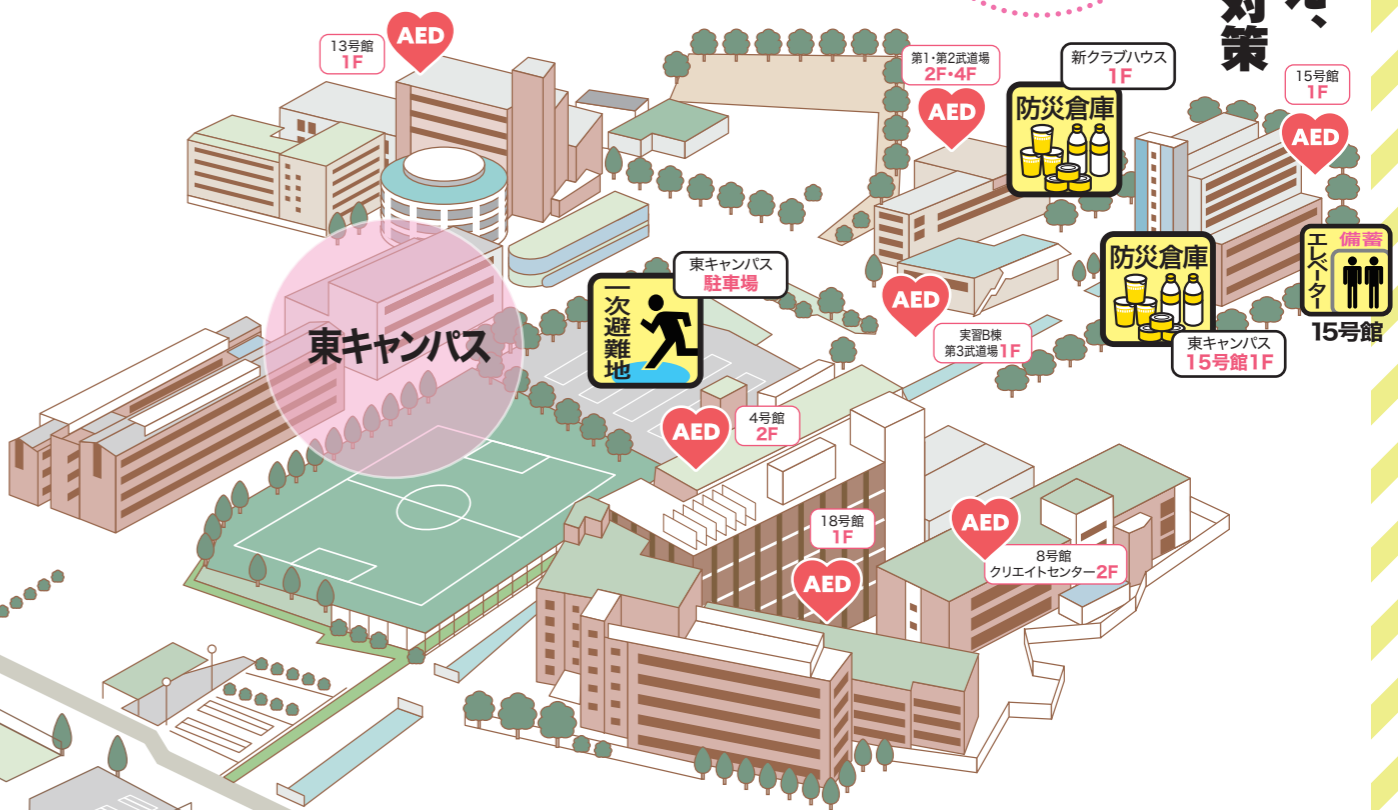 対策
13号館
1F
AED
第1・第2武道場
2F・4F
AED
新クラブハウス
1F
防災倉庫
15号館
1F
AED
東キャンパス
駐車場
一次避難地
東キャンパス
AED
実習B棟
第3武道場1F
防災倉庫
東キャンパス
15号館1F
備蓄
エレベーター
15号館
AED
4号館
2F
18号館
1F
AED
AED
8号館
クリエイトセンター2F